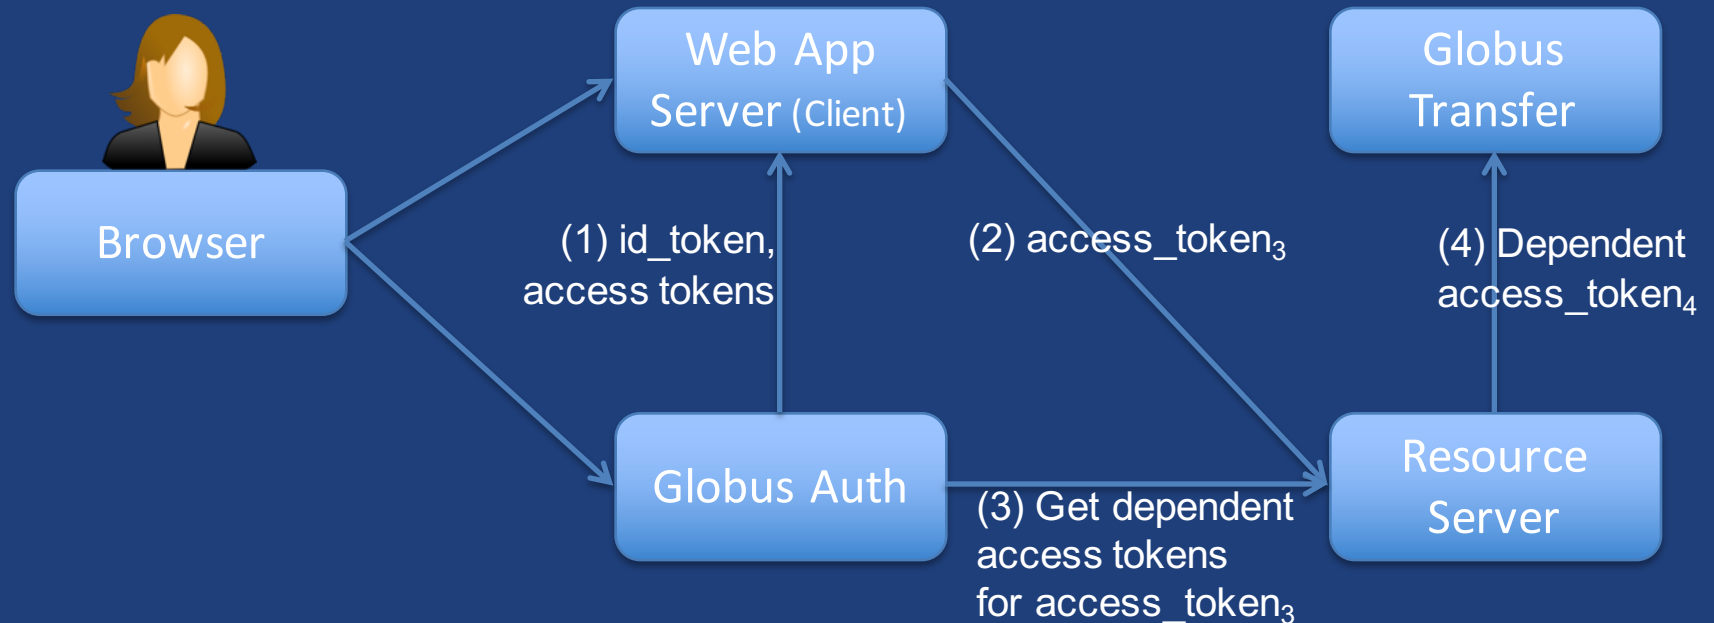 Web App
Server (Client)
Globus
Transfer
Browser
(1) id_token,
access tokens
(2) access_token₃
(4) Dependent
access_token₄
Globus Auth
(3) Get dependent
access tokens
for access_token₃
Resource
Server